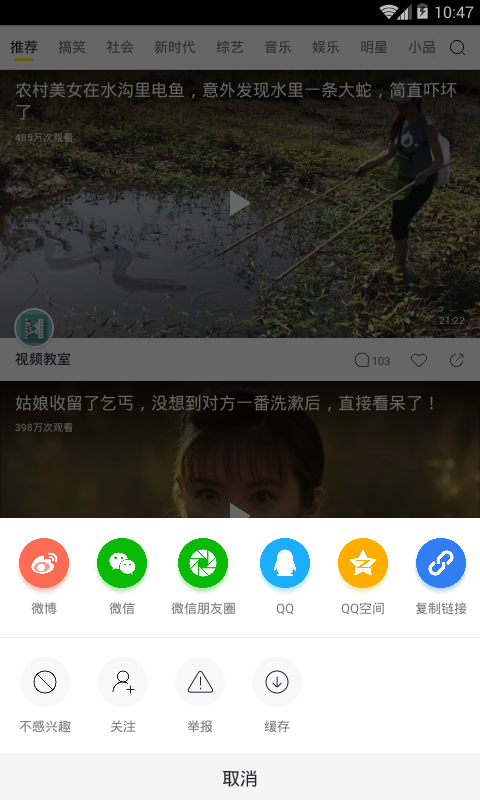 10:47
推荐 搞笑 社会 新时代 综艺 音乐 娱乐 明星 小品
农村美女在水沟里电鱼，意外发现水里一条大蛇，简直吓坏
了
485万次观看
21:22
视频教室 103
姑娘收留了乞丐，没想到对方一番洗漱后，直接看呆了！
398万次观看
微博 微信 微信朋友圈 QQ QQ空间 复制链接
不感兴趣 关注 举报 缓存
取消